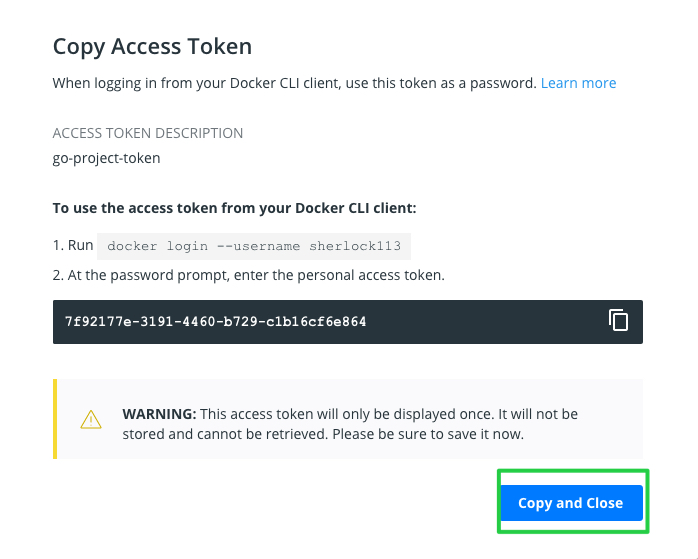 Copy Access Token
When logging in from your Docker CLI client, use this token as a password. Learn more
ACCESS TOKEN DESCRIPTION
go-project-token
To use the access token from your Docker CLI client:
1. Run docker login --username sherlock113
2. At the password prompt, enter the personal access token.
7f92177e-3191-4460-b729-c1b16cf6e864
WARNING: This access token will only be displayed once. It will not be
stored and cannot be retrieved. Please be sure to save it now.
Copy and Close